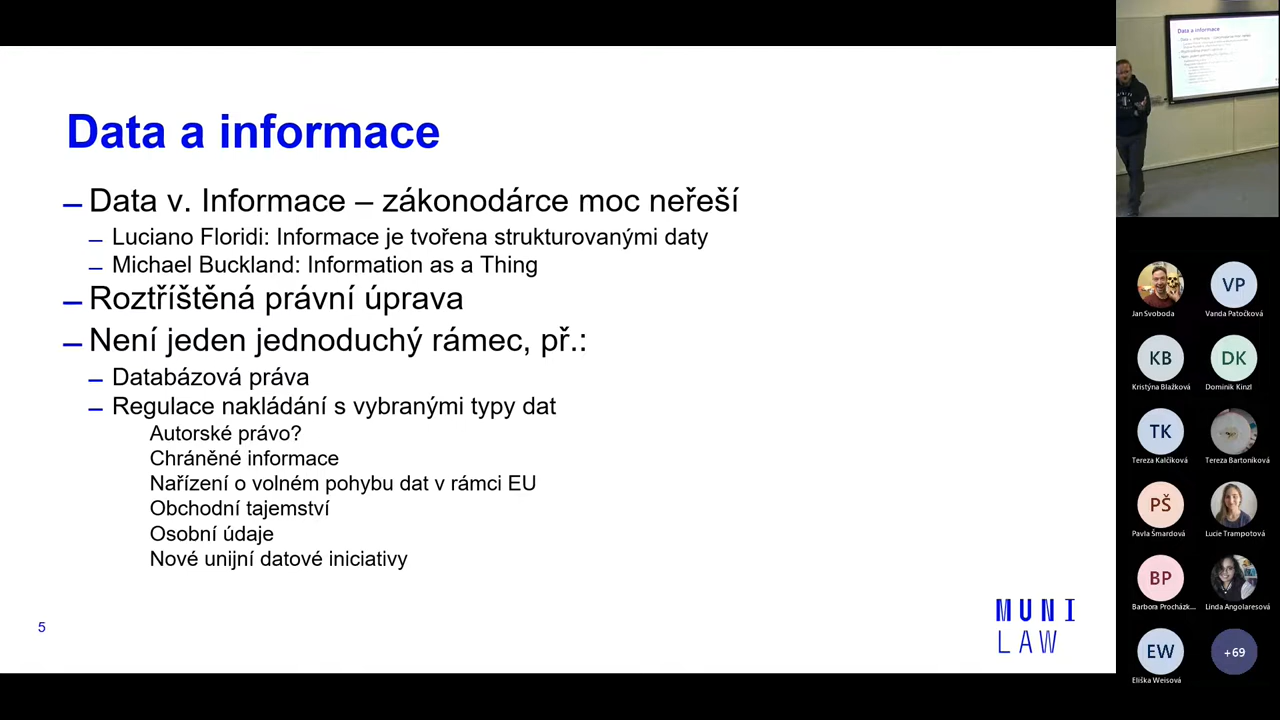 Data a informace
– Data v. Informace – zákonodárce moc neřeší
– Luciano Floridi: Informace je tvořena strukturovanými daty
– Michael Buckland: Information as a Thing
– Roztříštěná právní úprava
– Není jeden jednoduchý rámec, př.:
– Databázová práva
– Regulace nakládání s vybranými typy dat
Autorské právo?
Chráněné informace
Nařízení o volném pohybu dat v rámci EU
Obchodní tajemství
Osobní údaje
Nové unijní datové iniciativy
5
MUNI
LAW
Data a informace
VP
Jan Svoboda
Vanda Patočková
KB
DK
Kristýna Blažková
Dominik Kinzl
TK
Tereza Kalčíková
Tereza Bartoníková
PŠ
Pavla Šmardová
Lucie Trampotová
BP
Barbora Procházk...
Linda Angolaresová
EW
+69
Eliška Weisová